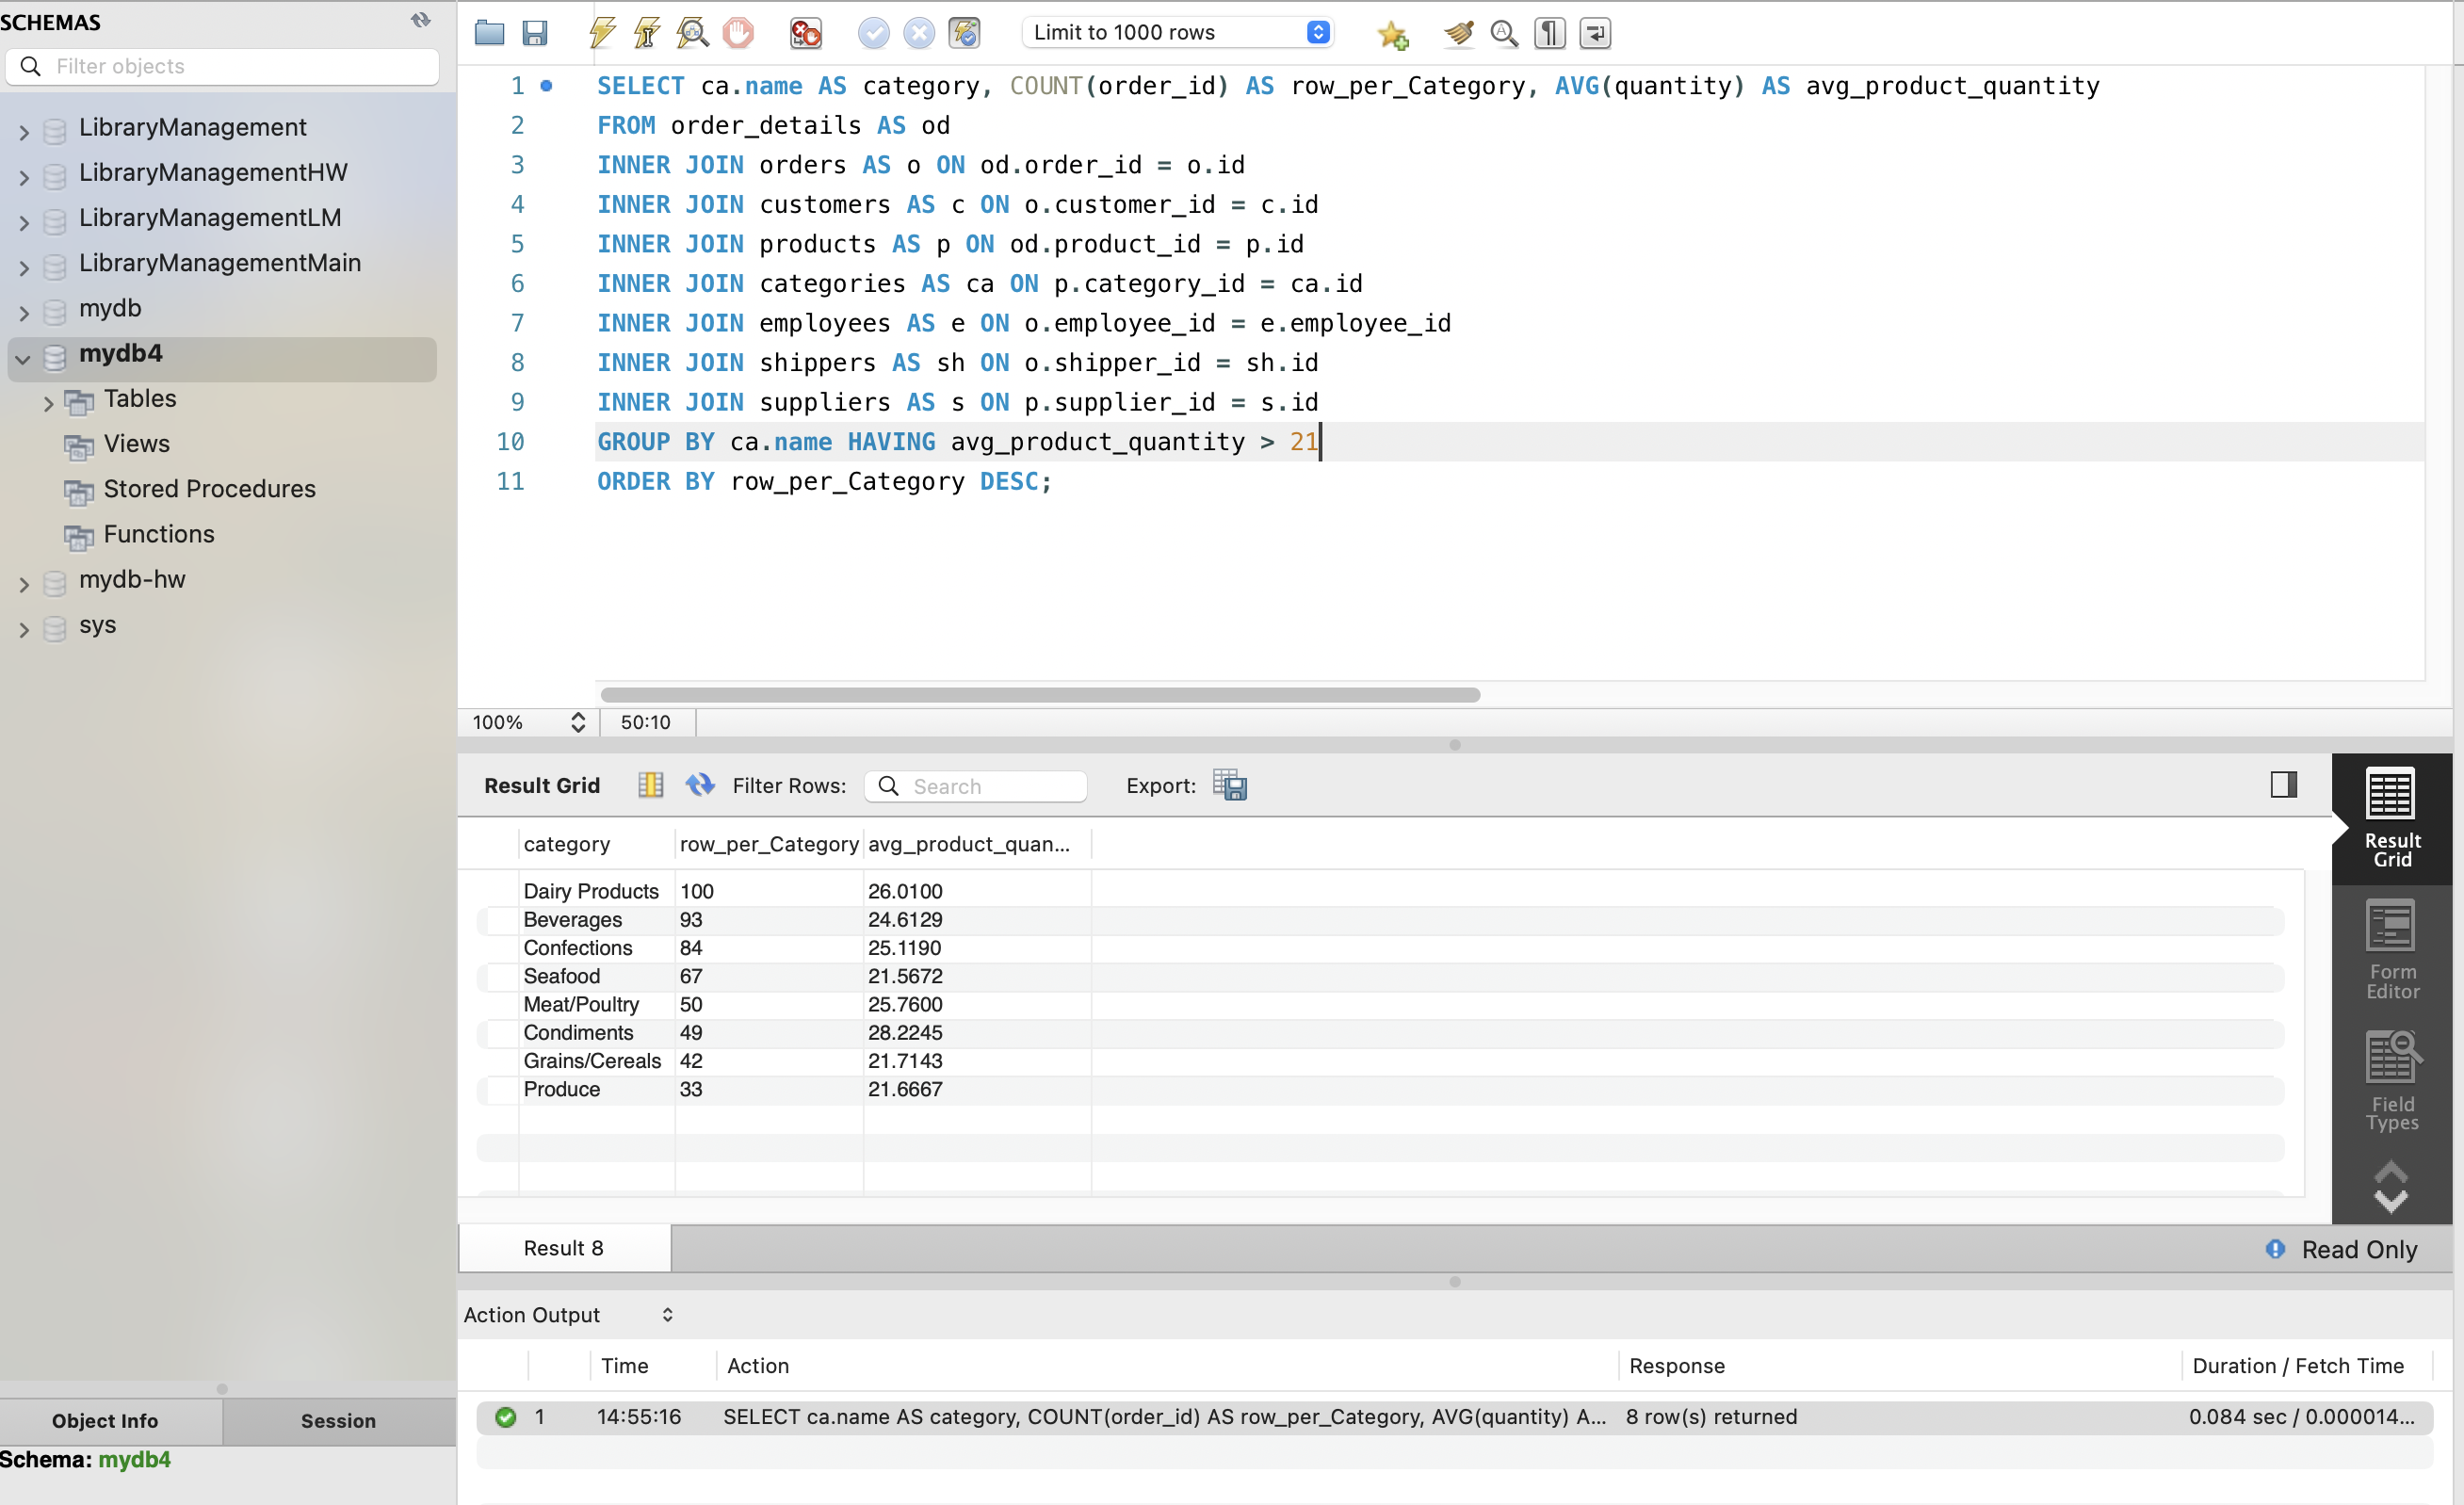 SCHEMAS
Filter objects
LibraryManagement
LibraryManagementHW
LibraryManagementLM
LibraryManagementMain
mydb
mydb4
Tables
Views
Stored Procedures
Functions
mydb-hw
sys
Object Info Session
Schema: mydb4
Limit to 1000 rows
1 SELECT ca.name AS category, COUNT(order_id) AS row_per_Category, AVG(quantity) AS avg_product_quantity
2 FROM order_details AS od
3 INNER JOIN orders AS o ON od.order_id = o.id
4 INNER JOIN customers AS c ON o.customer_id = c.id
5 INNER JOIN products AS p ON od.product_id = p.id
6 INNER JOIN categories AS ca ON p.category_id = ca.id
7 INNER JOIN employees AS e ON o.employee_id = e.employee_id
8 INNER JOIN shippers AS sh ON o.shipper_id = sh.id
9 INNER JOIN suppliers AS s ON p.supplier_id = s.id
10 GROUP BY ca.name HAVING avg_product_quantity > 21
11 ORDER BY row_per_Category DESC;
100% 50:10
Result Grid Filter Rows: Search Export:
category row_per_Category avg_product_quan...
Dairy Products 100 26.0100
Beverages 93 24.6129
Confections 84 25.1190
Seafood 67 21.5672
Meat/Poultry 50 25.7600
Condiments 49 28.2245
Grains/Cereals 42 21.7143
Produce 33 21.6667
Result
Grid
Form
Editor
Field
Types
Result 8 Read Only
Action Output
Time Action Response Duration / Fetch Time
1 14:55:16 SELECT ca.name AS category, COUNT(order_id) AS row_per_Category, AVG(quantity) A... 8 row(s) returned 0.084 sec / 0.000014...